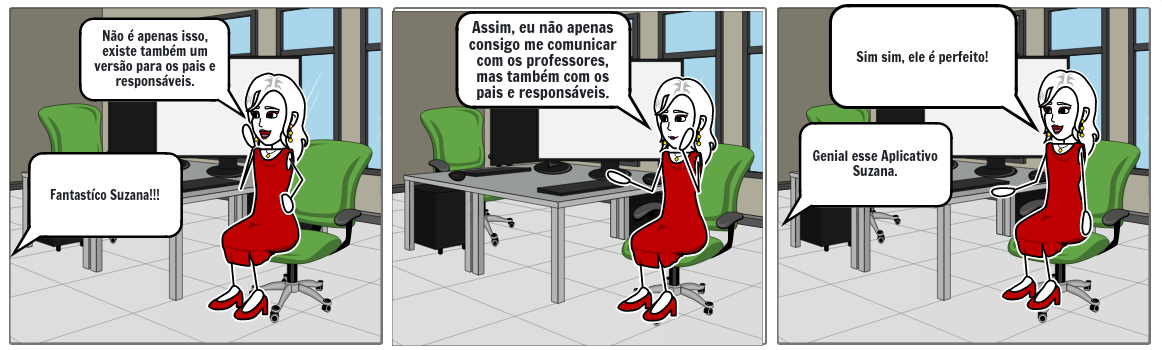 Não é apenas isso,
existe também um
versão para os pais e
responsáveis.
Fantastíco Suzana!!!
Assim, eu não apenas
consigo me comunicar
com os professores,
mas também com os
pais e responsáveis.
Sim sim, ele é perfeito!
Genial esse Aplicativo
Suzana.